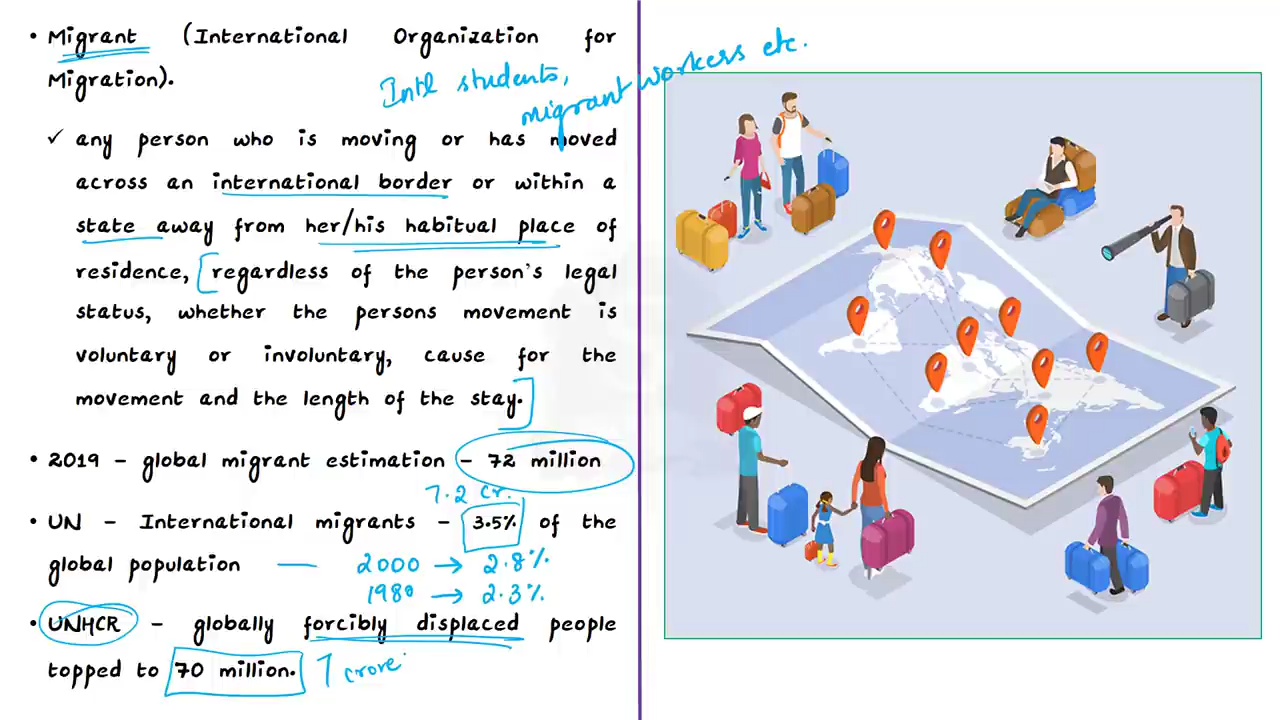 • Migrant (International Organization for
Migration).
Intl students,
migrant workers etc.
✓ any person who is moving or has moved
across an international border or within a
state away from her/his habitual place of
residence, [regardless of the person's legal
status, whether the persons movement is
voluntary or involuntary, cause for the
movement and the length of the stay.]
• 2019 – global migrant estimation – 72 million
7.2 cr.
• UN – International migrants – 3.5% of the
global population — 2000 → 2.8%
1980 → 2.3%
• UNHCR – globally forcibly displaced people
topped to 70 million. 7 crore